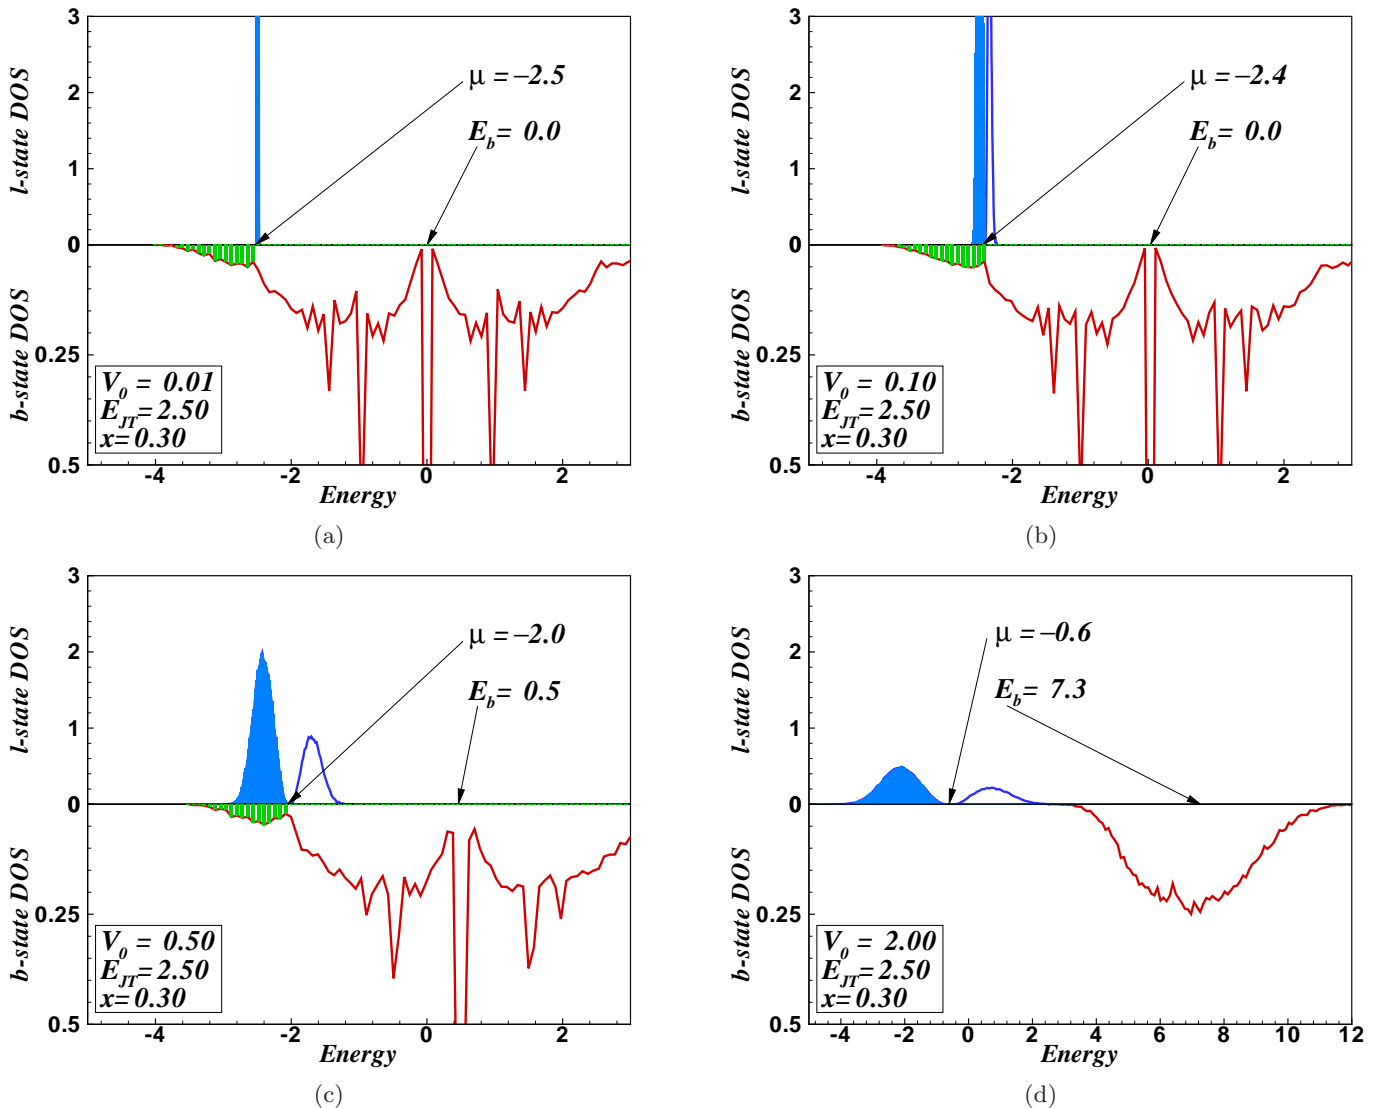 3
2
1
0
0.25
0.5
l-state DOS
b-state DOS
μ = –2.5
E_b = 0.0
V_0 = 0.01
E_JT = 2.50
x = 0.30
-4 -2 0 2
Energy
(a)
3
2
1
0
0.25
0.5
l-state DOS
b-state DOS
μ = –2.4
E_b = 0.0
V_0 = 0.10
E_JT = 2.50
x = 0.30
-4 -2 0 2
Energy
(b)
3
2
1
0
0.25
0.5
l-state DOS
b-state DOS
μ = –2.0
E_b = 0.5
V_0 = 0.50
E_JT = 2.50
x = 0.30
-4 -2 0 2
Energy
(c)
3
2
1
0
0.25
0.5
l-state DOS
b-state DOS
μ = –0.6
E_b = 7.3
V_0 = 2.00
E_JT = 2.50
x = 0.30
-4 -2 0 2 4 6 8 10 12
Energy
(d)